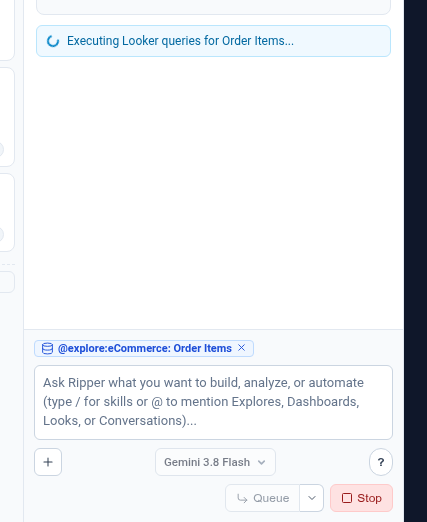 Executing Looker queries for Order Items...
@explore:eCommerce: Order Items ×
Ask Ripper what you want to build, analyze, or automate
(type / for skills or @ to mention Explores, Dashboards,
Looks, or Conversations)...
+ Gemini 3.8 Flash ?
Queue Stop